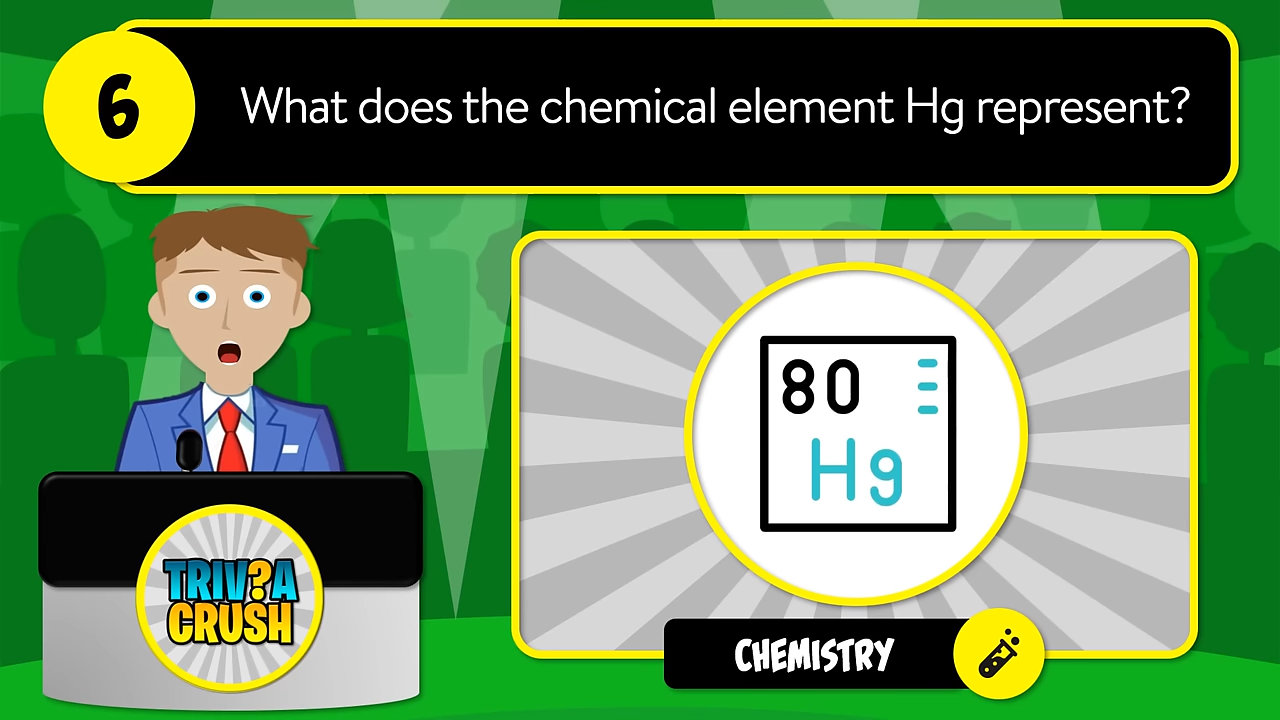 6
What does the chemical element Hg represent?
80
Hg
TRIV?A
CRUSH
CHEMISTRY